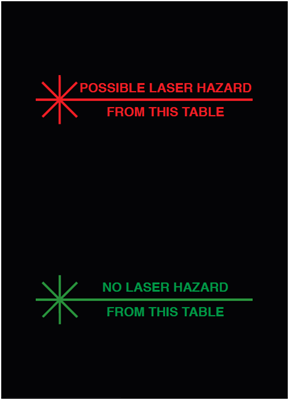 POSSIBLE LASER HAZARD
FROM THIS TABLE
NO LASER HAZARD
FROM THIS TABLE